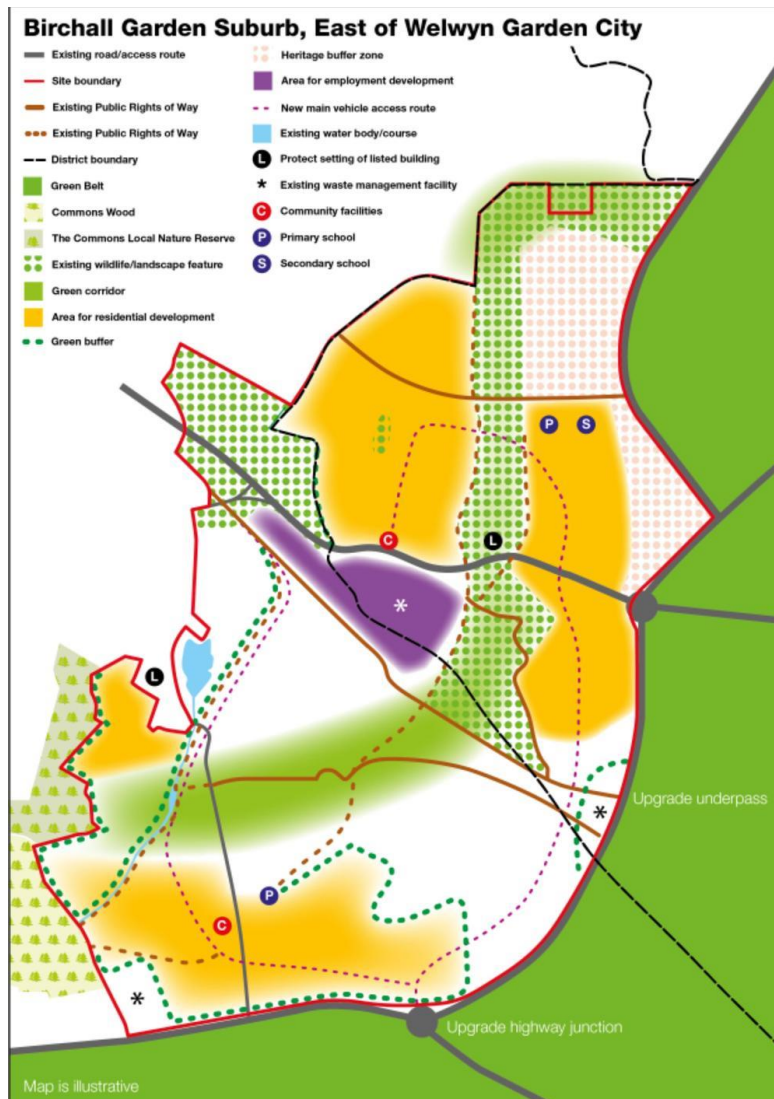 Birchall Garden Suburb, East of Welwyn Garden City
Existing road/access route
Site boundary
Existing Public Rights of Way
Existing Public Rights of Way
District boundary
Green Belt
Commons Wood
The Commons Local Nature Reserve
Existing wildlife/landscape feature
Green corridor
Area for residential development
Green buffer
Heritage buffer zone
Area for employment development
New main vehicle access route
Existing water body/course
L Protect setting of listed building
* Existing waste management facility
C Community facilities
P Primary school
S Secondary school
P S
C
L
*
L
Upgrade underpass
*
P
C
*
Upgrade highway junction
Map is illustrative